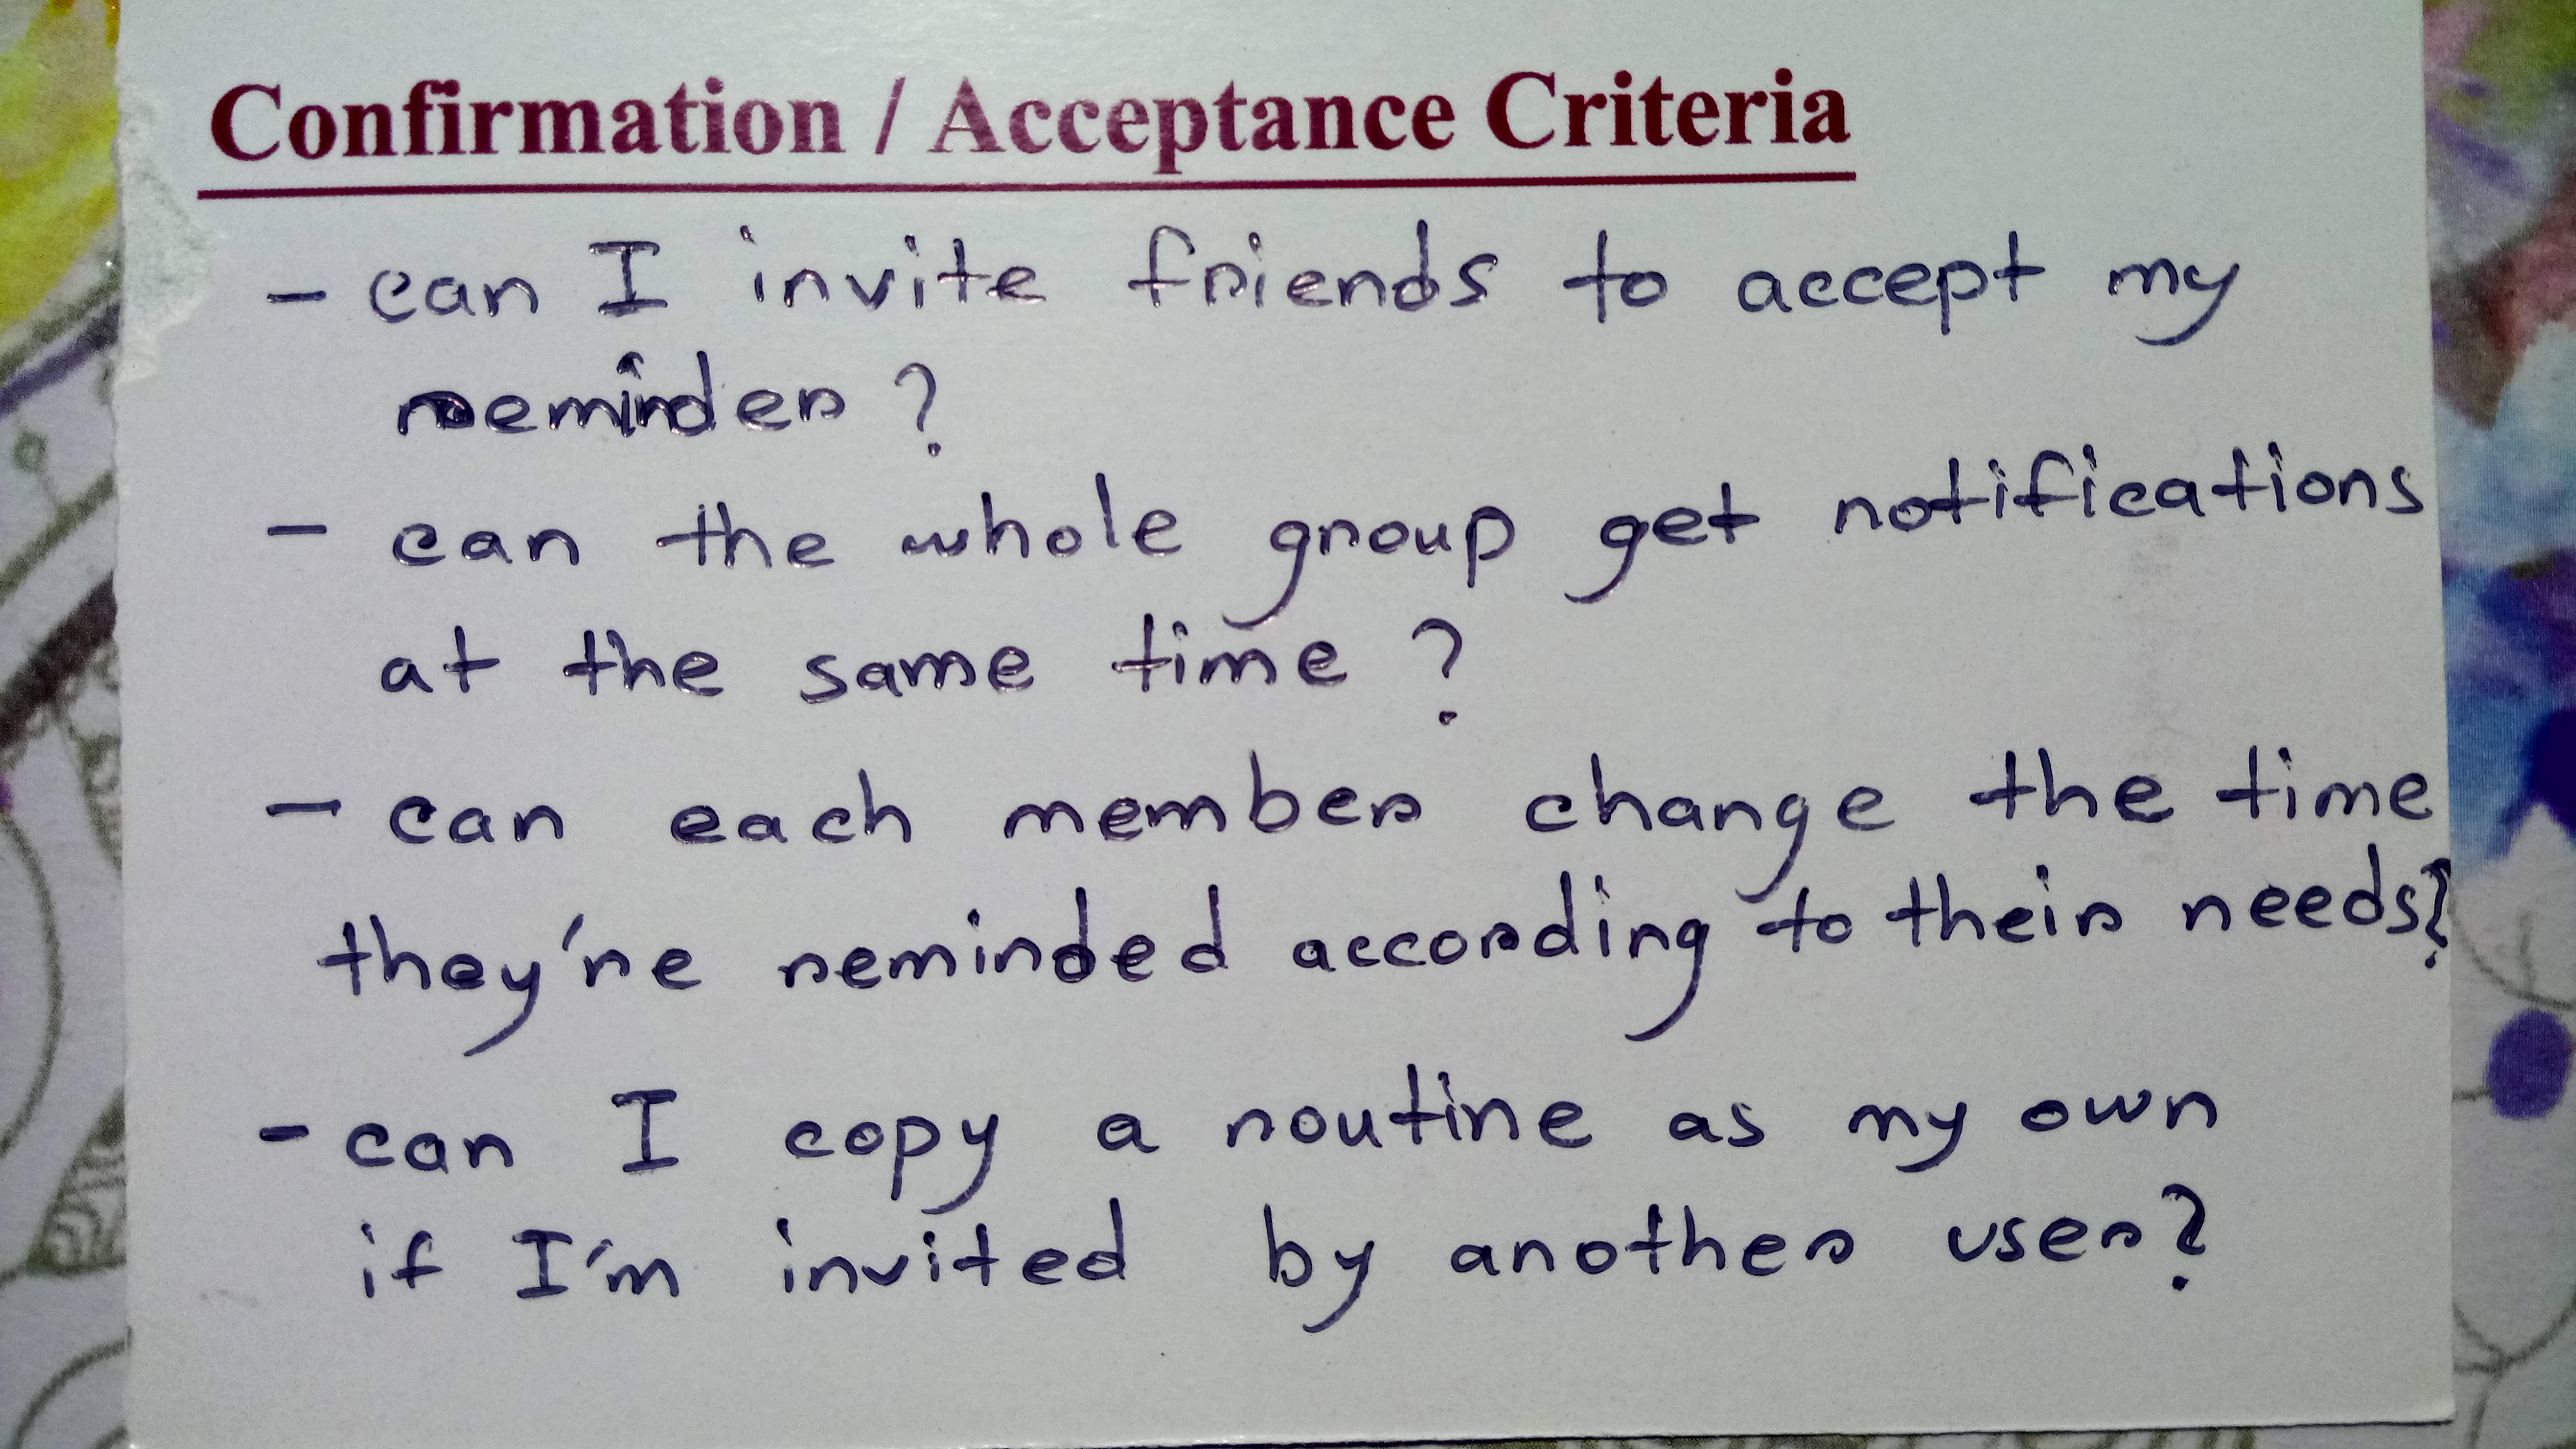 Confirmation / Acceptance Criteria
- can I invite friends to accept my
reminder?
- can the whole group get notifications
at the same time?
- can each member change the time
they're reminded according to their needs?
- can I copy a routine as my own
if I'm invited by another user?